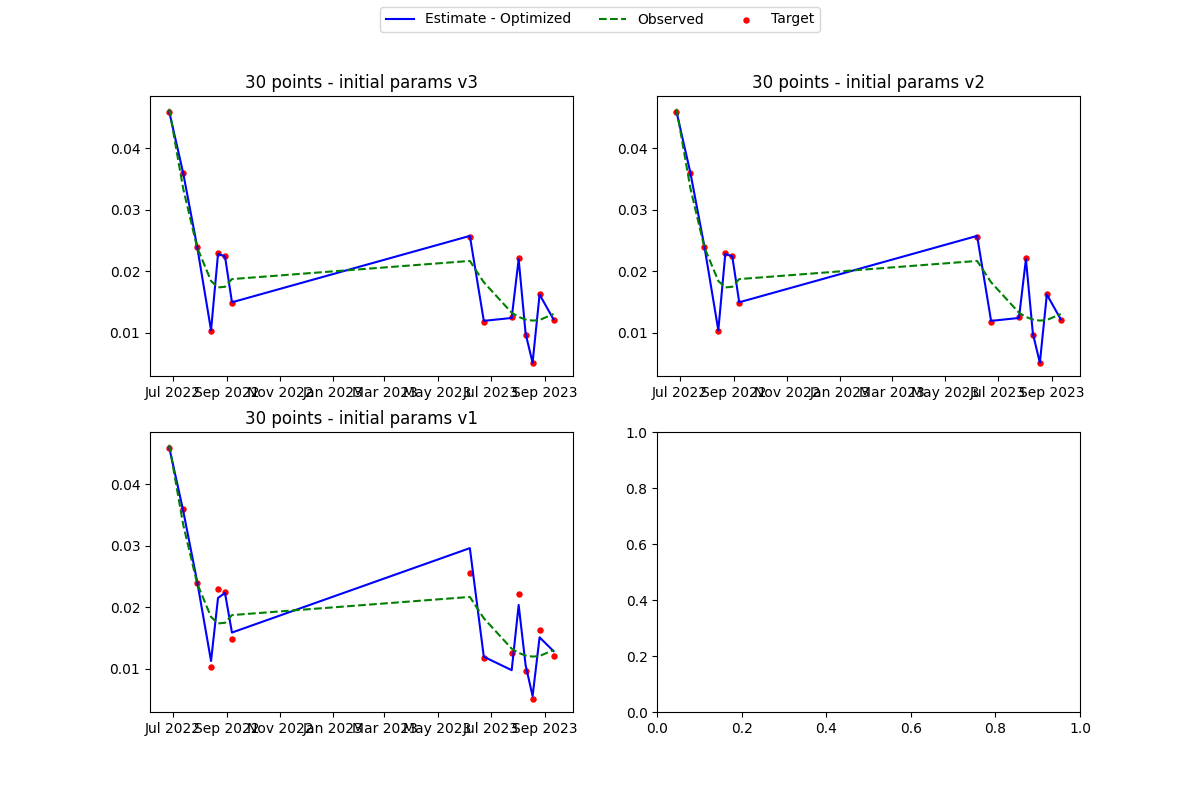 Estimate - Optimized Observed Target
30 points - initial params v3
0.04
0.03
0.02
0.01
Jul 2022 Sep 2022 Nov 2022 Jan 2023 Mar 2023 May 2023 Jul 2023 Sep 2023
30 points - initial params v2
0.04
0.03
0.02
0.01
Jul 2022 Sep 2022 Nov 2022 Jan 2023 Mar 2023 May 2023 Jul 2023 Sep 2023
30 points - initial params v1
0.04
0.03
0.02
0.01
Jul 2022 Sep 2022 Nov 2022 Jan 2023 Mar 2023 May 2023 Jul 2023 Sep 2023
1.0
0.8
0.6
0.4
0.2
0.0
0.0 0.2 0.4 0.6 0.8 1.0